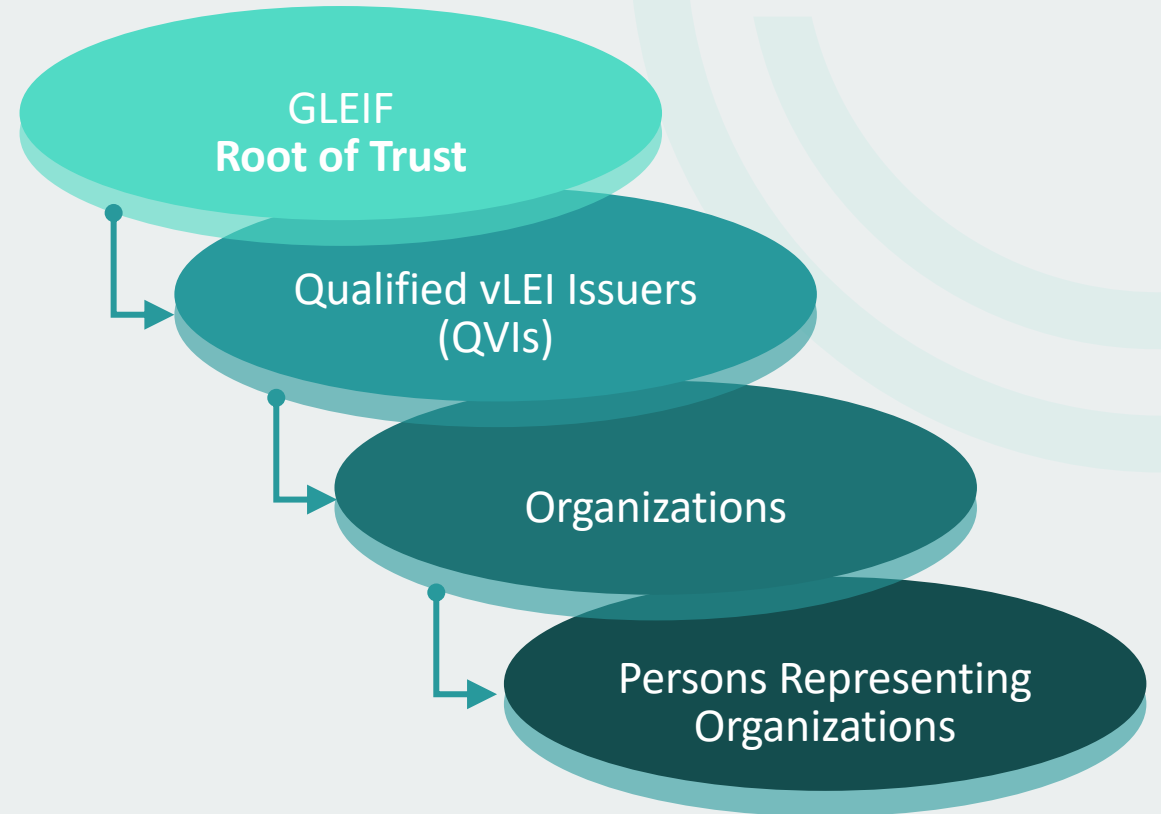 GLEIF
Root of Trust
Qualified vLEI Issuers
(QVIs)
Organizations
Persons Representing
Organizations